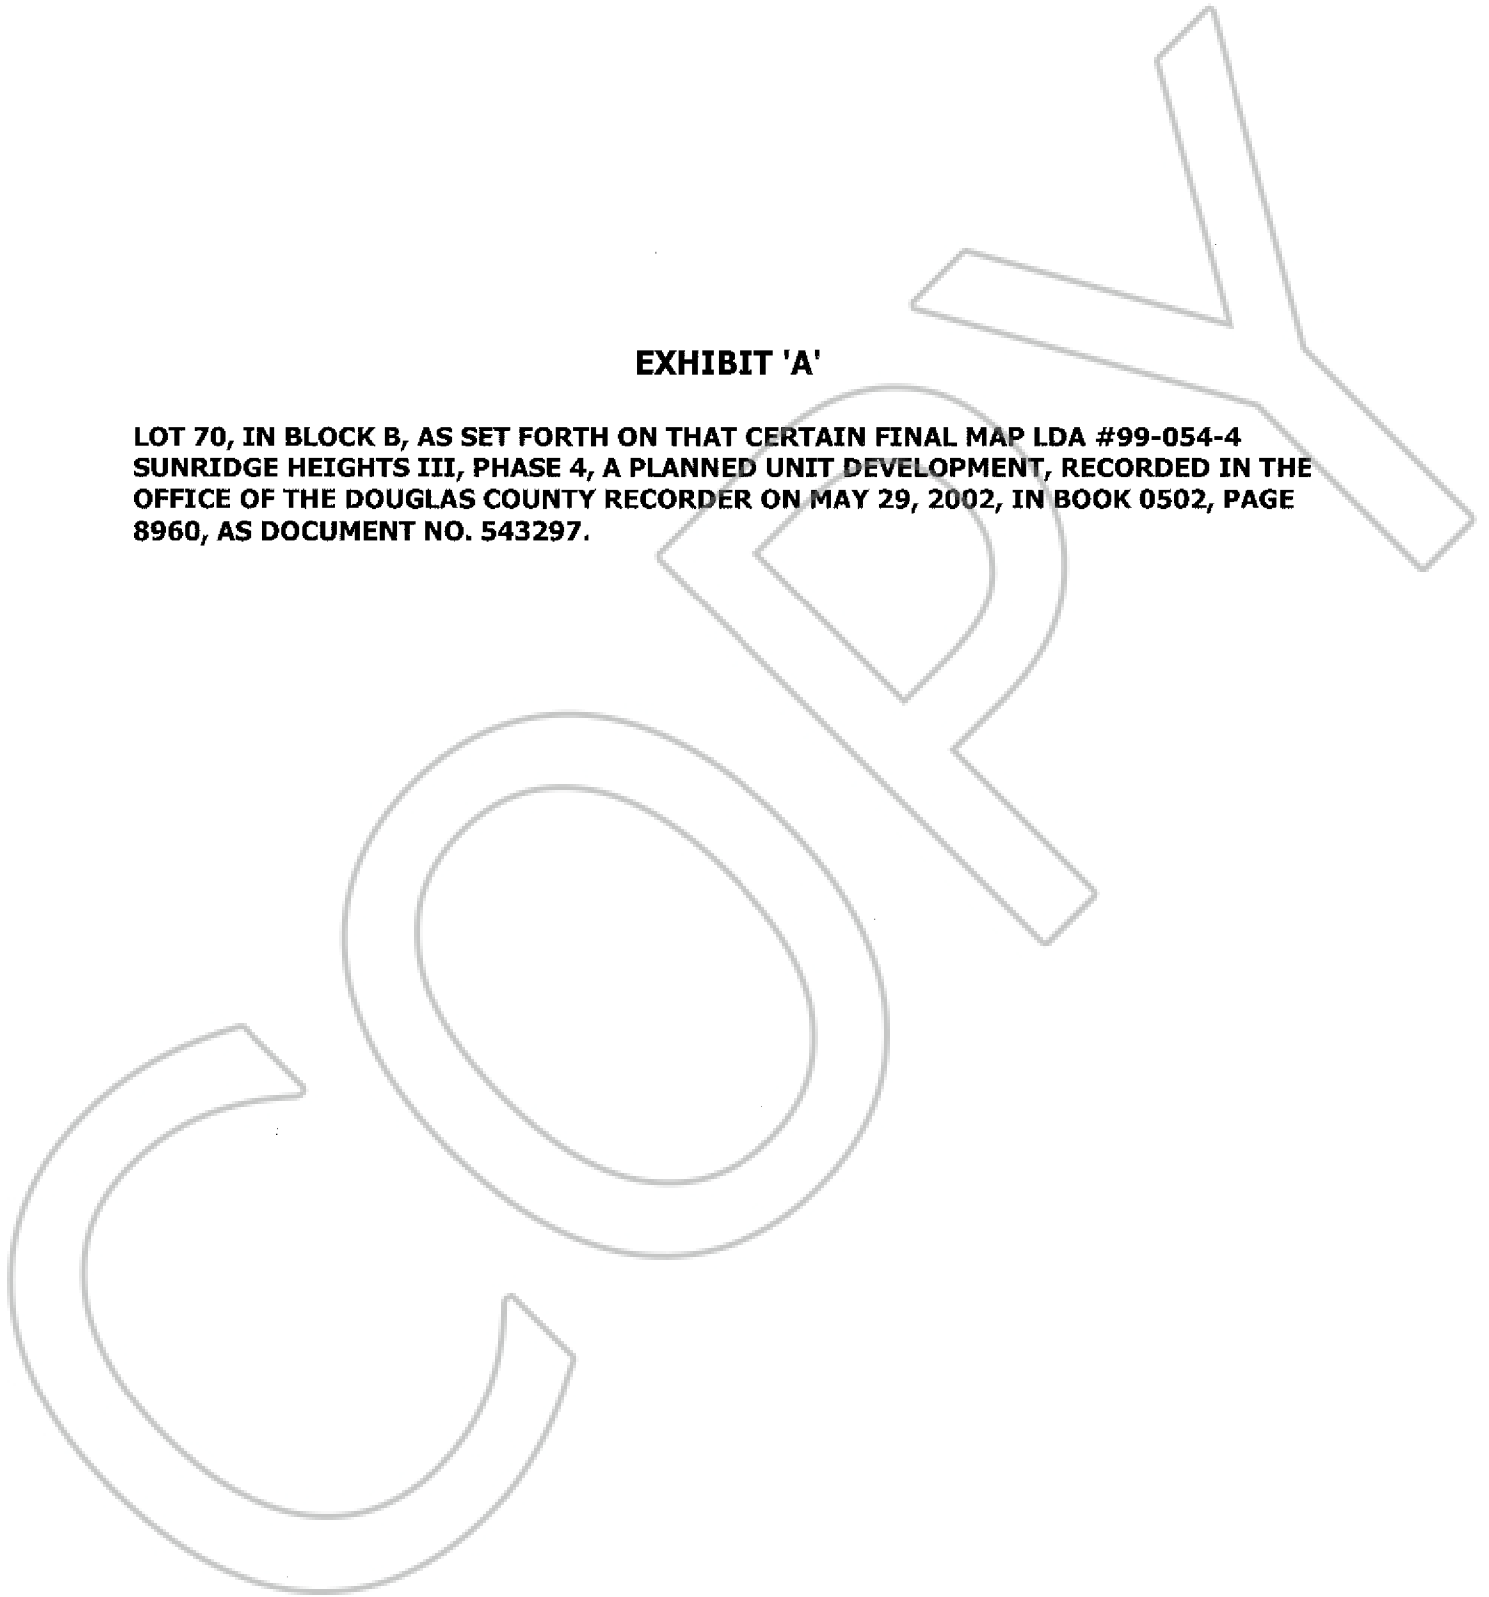 EXHIBIT 'A'
LOT 70, IN BLOCK B, AS SET FORTH ON THAT CERTAIN FINAL MAP LDA #99-054-4
SUNRIDGE HEIGHTS III, PHASE 4, A PLANNED UNIT DEVELOPMENT, RECORDED IN THE
OFFICE OF THE DOUGLAS COUNTY RECORDER ON MAY 29, 2002, IN BOOK 0502, PAGE
8960, AS DOCUMENT NO. 543297.
COPY